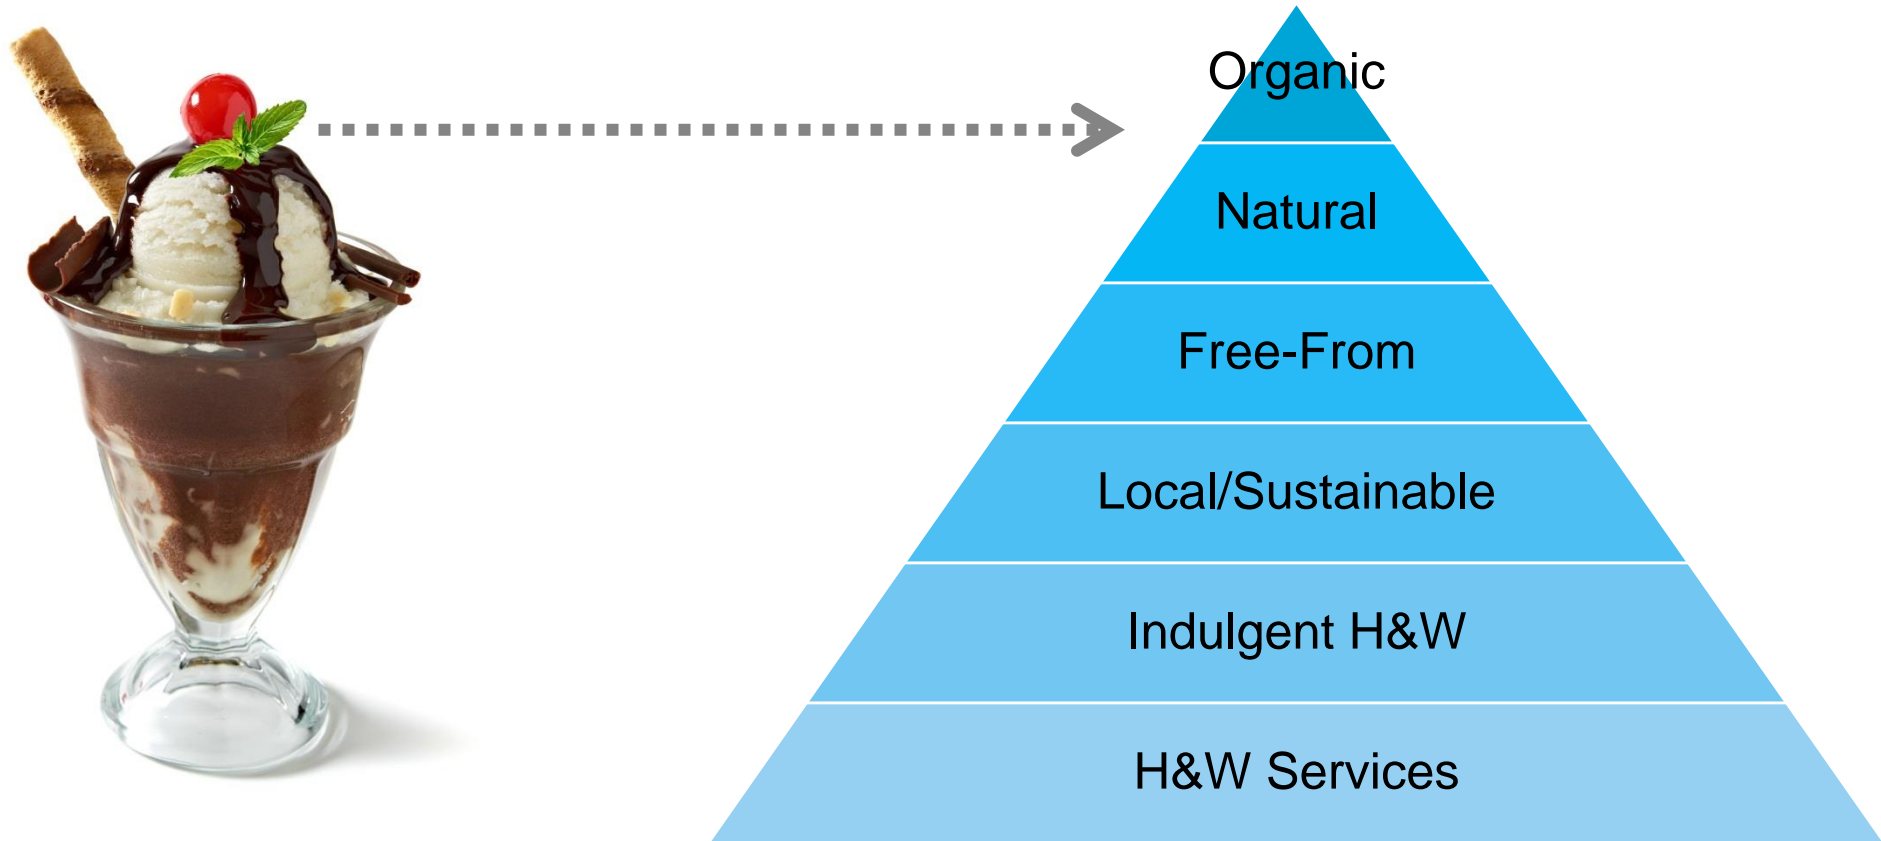 Organic
Natural
Free-From
Local/Sustainable
Indulgent H&W
H&W Services